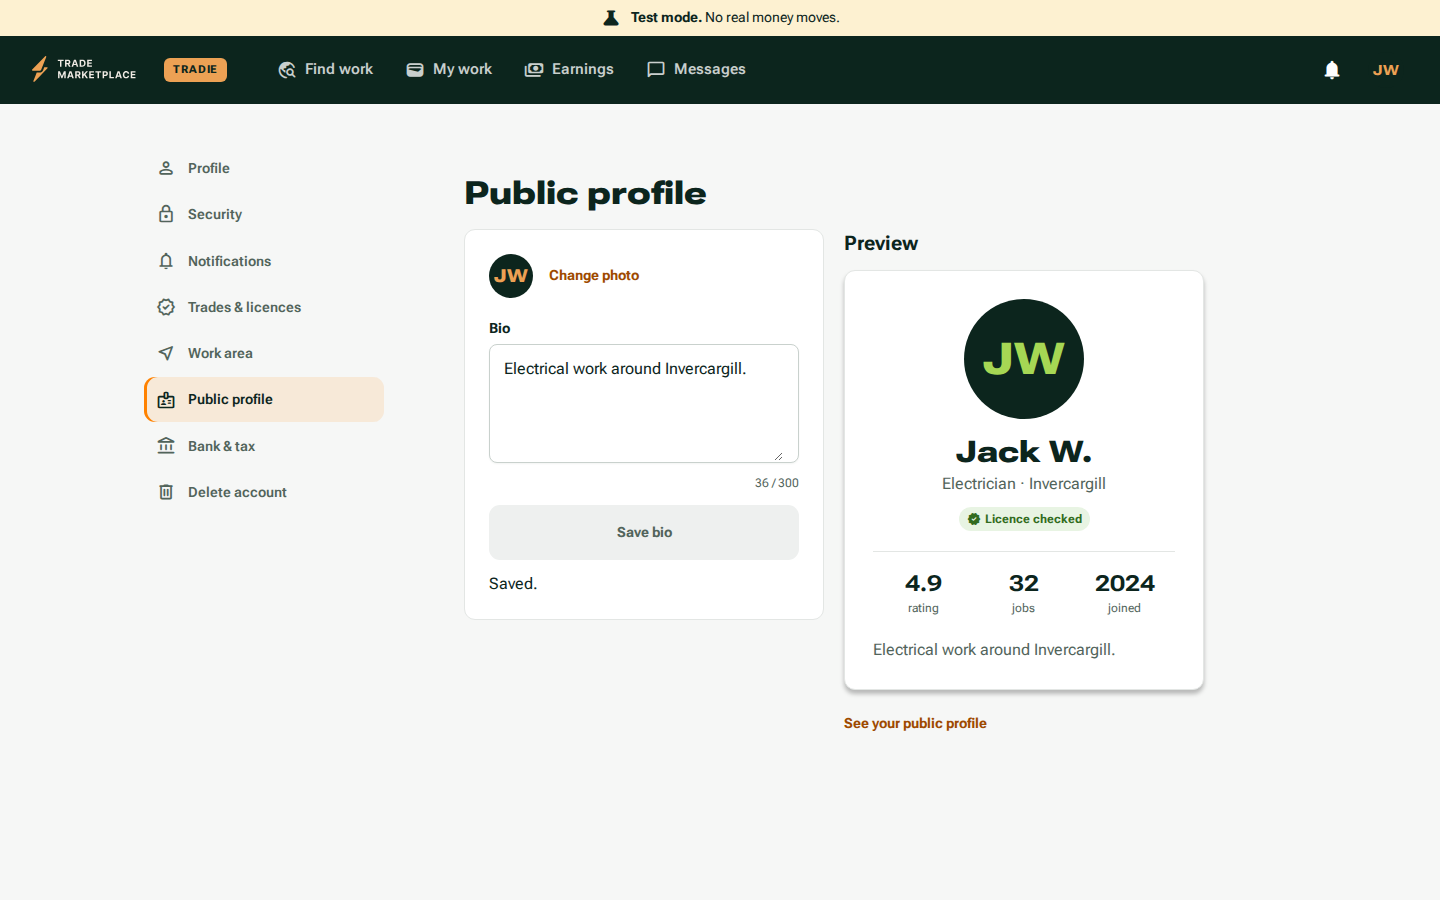 Test mode. No real money moves.
TRADE
MARKETPLACE
TRADIE
Find work
My work
Earnings
Messages
JW
Profile
Security
Notifications
Trades & licences
Work area
Public profile
Bank & tax
Delete account
Public profile
JW
Change photo
Bio
Electrical work around Invercargill.
36 / 300
Save bio
Saved.
Preview
JW
Jack W.
Electrician · Invercargill
Licence checked
4.9 32 2024
rating jobs joined
Electrical work around Invercargill.
See your public profile